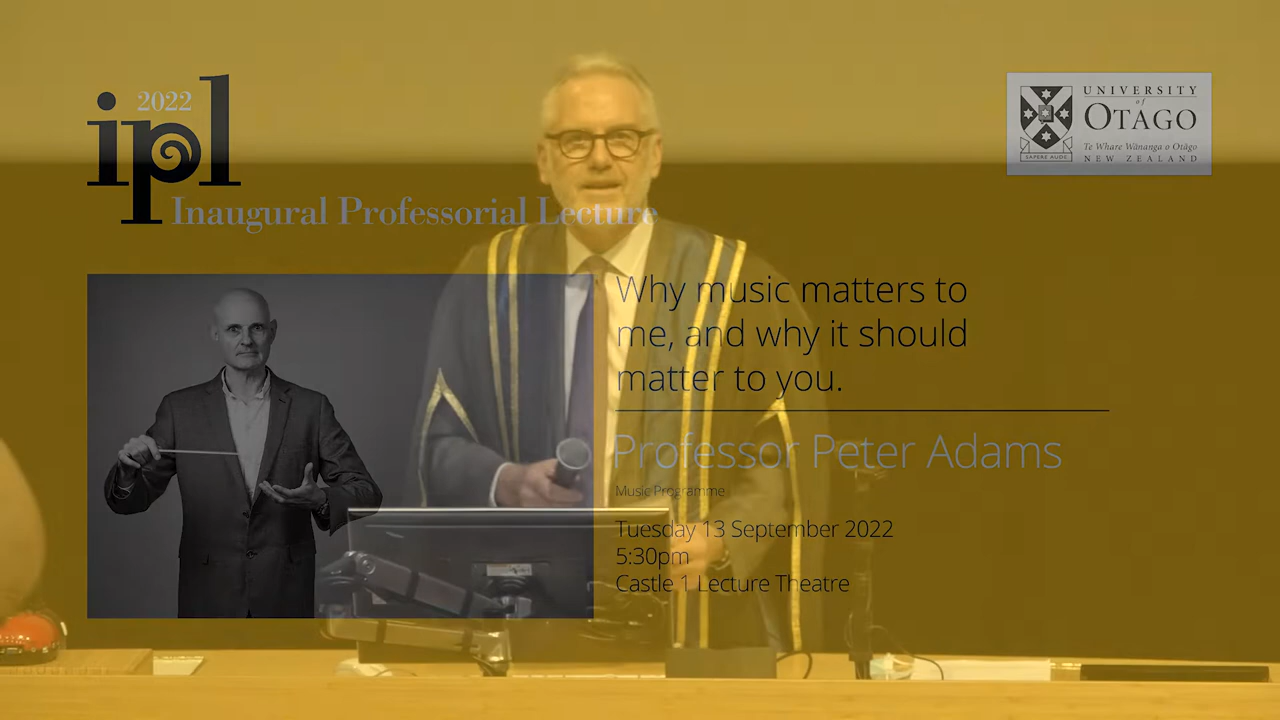 2022
ipl
Inaugural Professorial Lecture
UNIVERSITY
of
OTAGO
Te Whare Wānanga o Otāgo
NEW ZEALAND
SAPERE AUDE
Why music matters to
me, and why it should
matter to you.
Professor Peter Adams
Music Programme
Tuesday 13 September 2022
5:30pm
Castle 1 Lecture Theatre